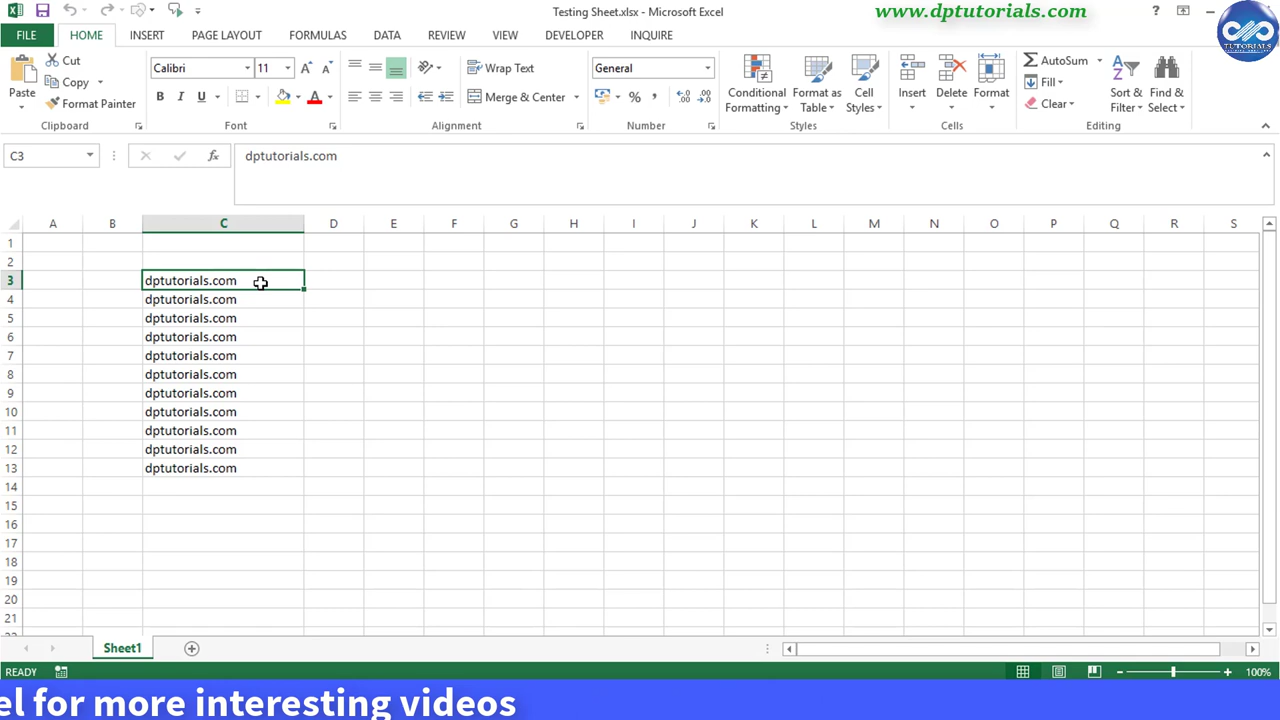 Testing Sheet.xlsx - Microsoft Excel
www.dptutorials.com
TUTORIALS
FILE HOME INSERT PAGE LAYOUT FORMULAS DATA REVIEW VIEW DEVELOPER INQUIRE
Paste
Cut
Copy
Format Painter
Clipboard
Calibri 11
B I U
Font
Wrap Text
Merge & Center
Alignment
General
Number
Conditional Formatting
Format as Table
Cell Styles
Styles
Insert
Delete
Format
Cells
AutoSum
Fill
Clear
Sort & Filter
Find & Select
Editing
C3
fx
dptutorials.com
A B C D E F G H I J K L M N O P Q R S
1
2
3 dptutorials.com
4 dptutorials.com
5 dptutorials.com
6 dptutorials.com
7 dptutorials.com
8 dptutorials.com
9 dptutorials.com
10 dptutorials.com
11 dptutorials.com
12 dptutorials.com
13 dptutorials.com
14
15
16
17
18
19
20
21
Sheet1
READY
100%
el for more interesting videos